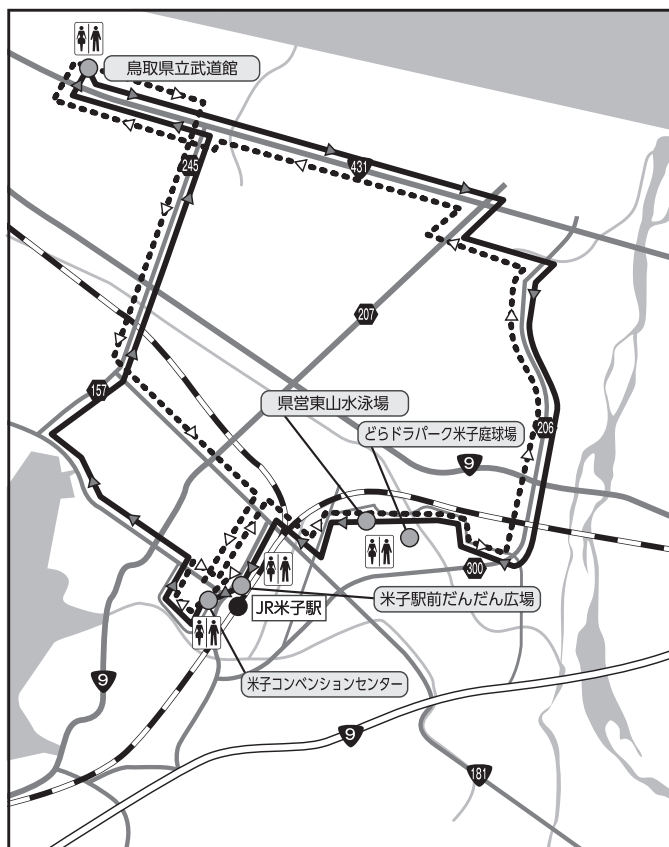 鳥取県立武道館
245
431
207
県営東山水泳場
157
どらドラパーク米子庭球場
206
9
300
米子駅前だんだん広場
JR米子駅
米子コンベンションセンター
9
9
181